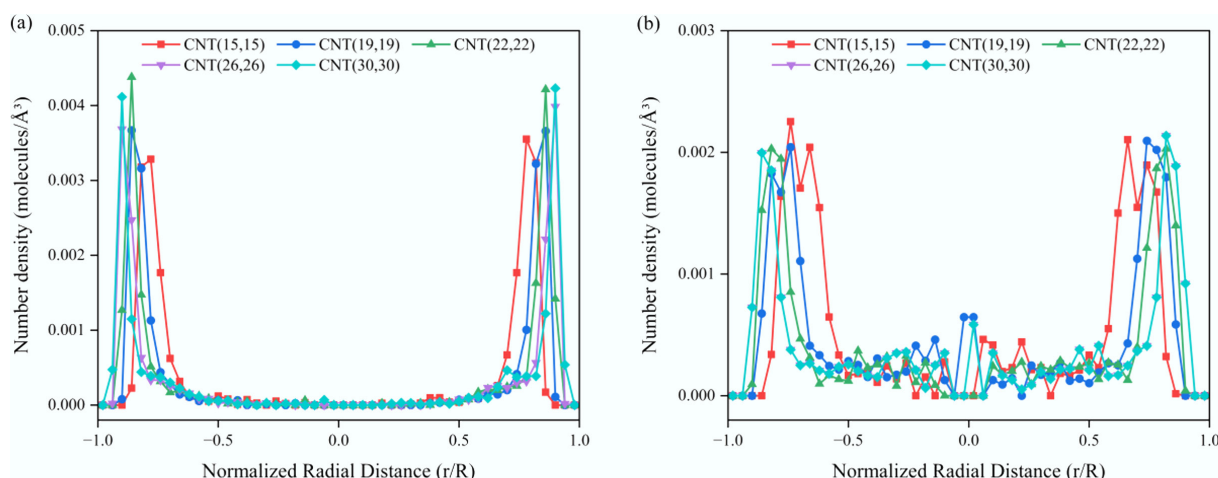 (a)
0.005
0.004
0.003
0.002
0.001
0.000
Number density (molecules/Å³)
CNT(15,15) CNT(19,19) CNT(22,22)
CNT(26,26) CNT(30,30)
−1.0 −0.5 0.0 0.5 1.0
Normalized Radial Distance (r/R)
(b)
0.003
0.002
0.001
0.000
Number density (molecules/Å³)
CNT(15,15) CNT(19,19) CNT(22,22)
CNT(26,26) CNT(30,30)
−1.0 −0.5 0.0 0.5 1.0
Normalized Radial Distance (r/R)